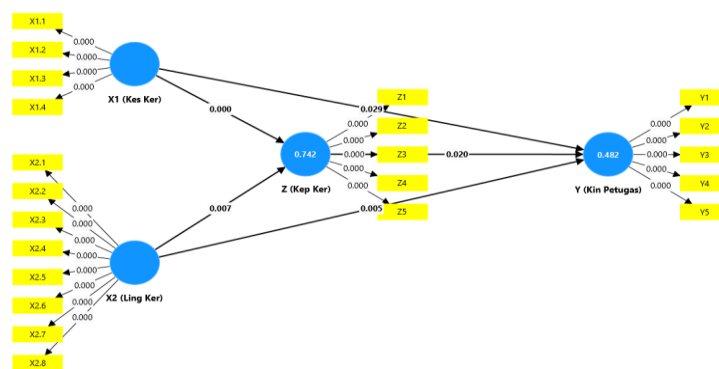 X1.1
X1.2
X1.3
X1.4
0.000
0.000
0.000
0.000
X1 (Kes Ker)
0.000
0.029
Z1
Z2
Z3
Z4
Z5
0.000
0.000
0.000
0.000
0.000
0.742
Z (Kep Ker)
0.020
0.482
Y (Kin Petugas)
0.000
0.000
0.000
0.000
0.000
Y1
Y2
Y3
Y4
Y5
0.007
0.005
X2.1
X2.2
X2.3
X2.4
X2.5
X2.6
X2.7
X2.8
0.000
0.000
0.000
0.000
0.000
0.000
0.000
0.000
X2 (Ling Ker)